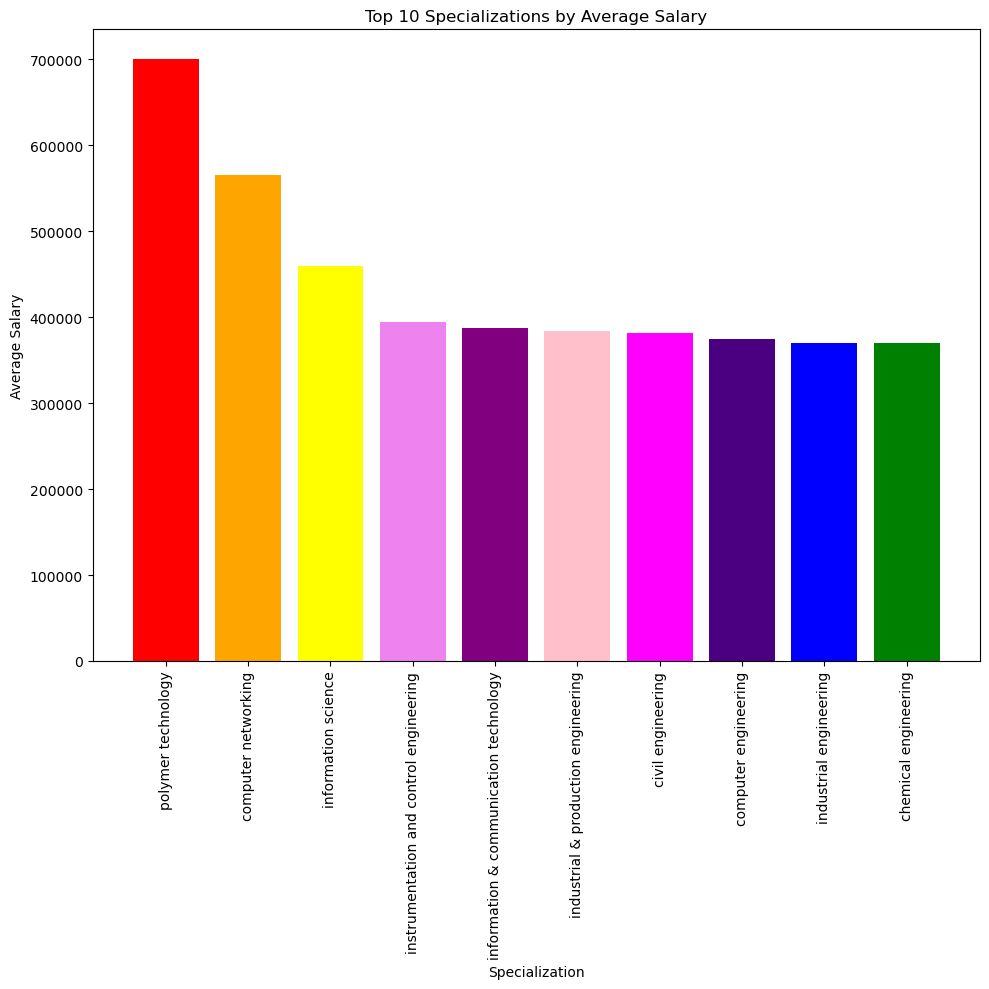 Top 10 Specializations by Average Salary
Average Salary
700000
600000
500000
400000
300000
200000
100000
0
polymer technology
computer networking
information science
instrumentation and control engineering
information & communication technology
industrial & production engineering
civil engineering
computer engineering
industrial engineering
chemical engineering
Specialization